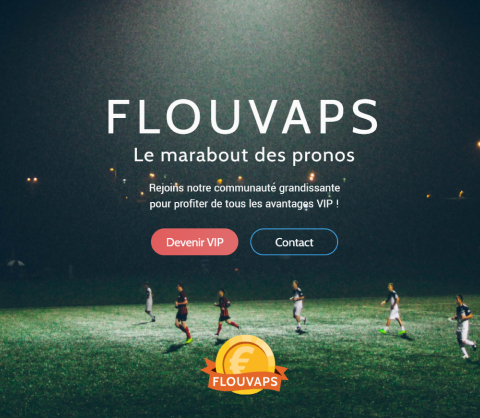 FLOUVAPS
Le marabout des pronos
Rejoins notre communauté grandissante
pour profiter de tous les avantages VIP !
Devenir VIP
Contact
€
FLOUVAPS